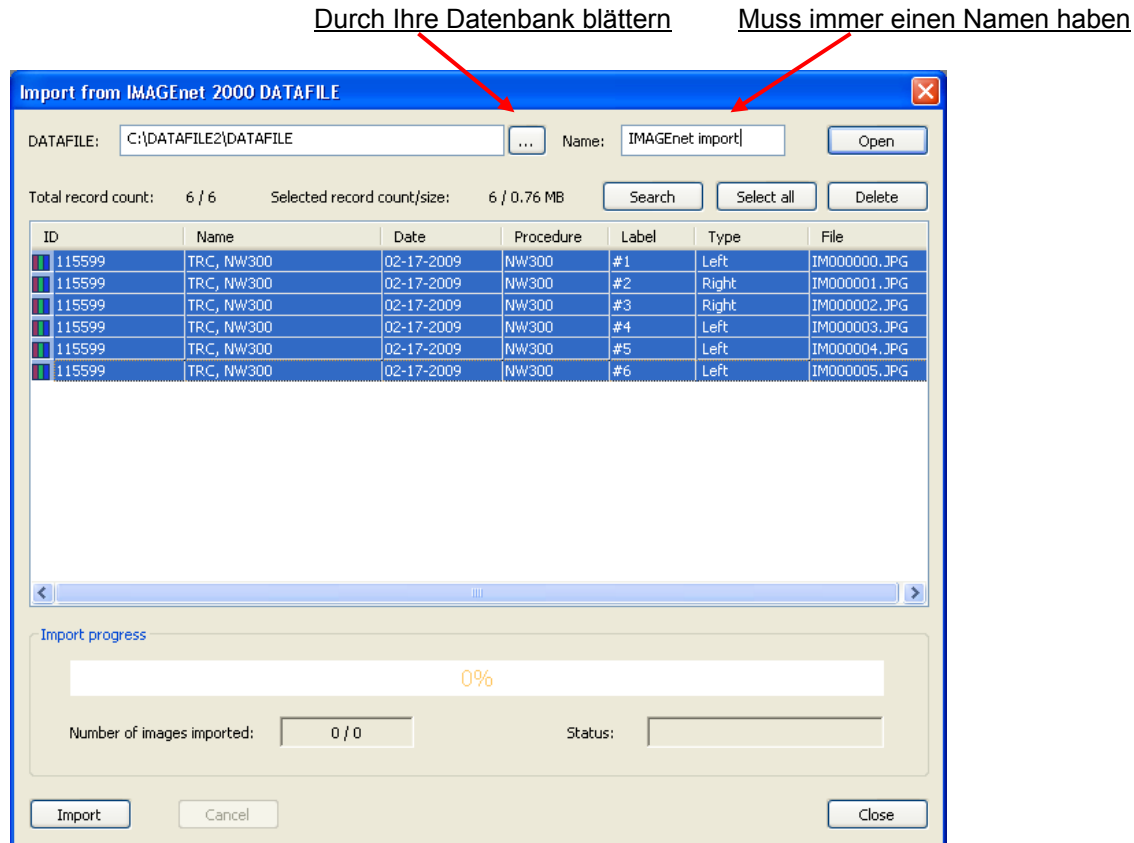 Durch Ihre Datenbank blättern Muss immer einen Namen haben
Import from IMAGEnet 2000 DATAFILE
DATAFILE: C:\DATAFILE2\DATAFILE ... Name: IMAGEnet import Open
Total record count: 6 / 6 Selected record count/size: 6 / 0.76 MB Search Select all Delete
ID Name Date Procedure Label Type File
115599 TRC, NW300 02-17-2009 NW300 #1 Left IM000000.JPG
115599 TRC, NW300 02-17-2009 NW300 #2 Right IM000001.JPG
115599 TRC, NW300 02-17-2009 NW300 #3 Right IM000002.JPG
115599 TRC, NW300 02-17-2009 NW300 #4 Left IM000003.JPG
115599 TRC, NW300 02-17-2009 NW300 #5 Left IM000004.JPG
115599 TRC, NW300 02-17-2009 NW300 #6 Left IM000005.JPG
Import progress
0%
Number of images imported: 0 / 0 Status:
Import Cancel Close